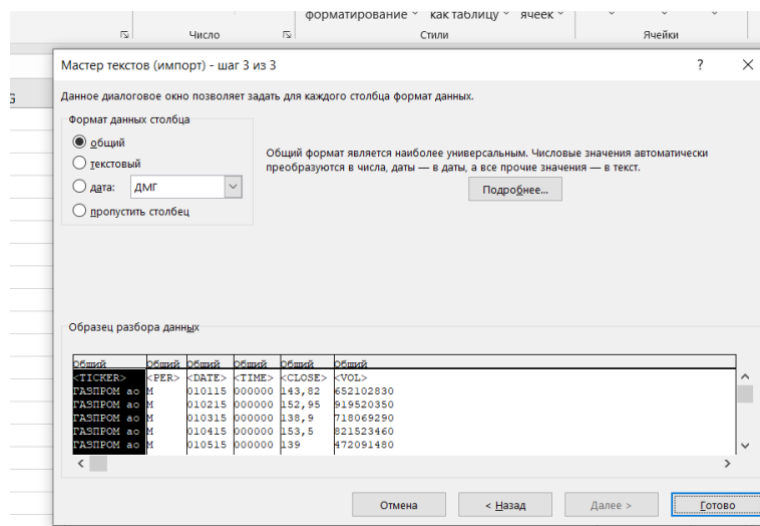 форматирование как таблицу ячеек
Число Стили Ячейки
G
Мастер текстов (импорт) - шаг 3 из 3 ?
Данное диалоговое окно позволяет задать для каждого столбца формат данных.
Формат данных столбца
общий
текстовый
дата: ДМГ
пропустить столбец
Общий формат является наиболее универсальным. Числовые значения автоматически
преобразуются в числа, даты — в даты, а все прочие значения — в текст.
Подробнее...
Образец разбора данных
Общий Общий Общий Общий Общий Общий
<TICKER> <PER> <DATE> <TIME> <CLOSE> <VOL>
ГАЗПРОМ ао M 010115 000000 143,82 652102830
ГАЗПРОМ ао M 010215 000000 152,95 919520350
ГАЗПРОМ ао M 010315 000000 138,9 718069290
ГАЗПРОМ ао M 010415 000000 153,5 821523460
ГАЗПРОМ ао M 010515 000000 139 472091480
Отмена < Назад Далее > Готово